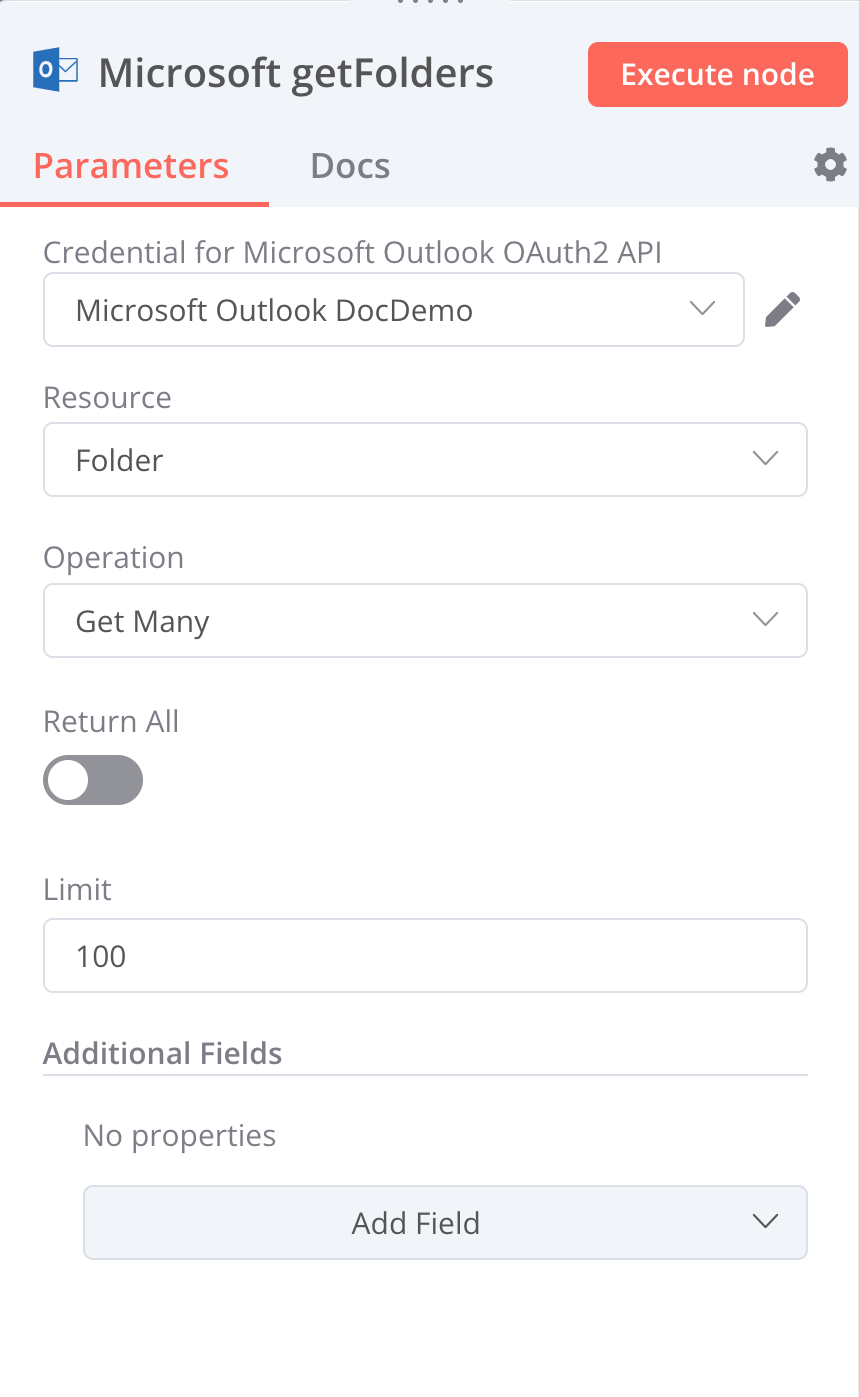 Microsoft getFolders
Execute node
Parameters
Docs
Credential for Microsoft Outlook OAuth2 API
Microsoft Outlook DocDemo
Resource
Folder
Operation
Get Many
Return All
Limit
100
Additional Fields
No properties
Add Field